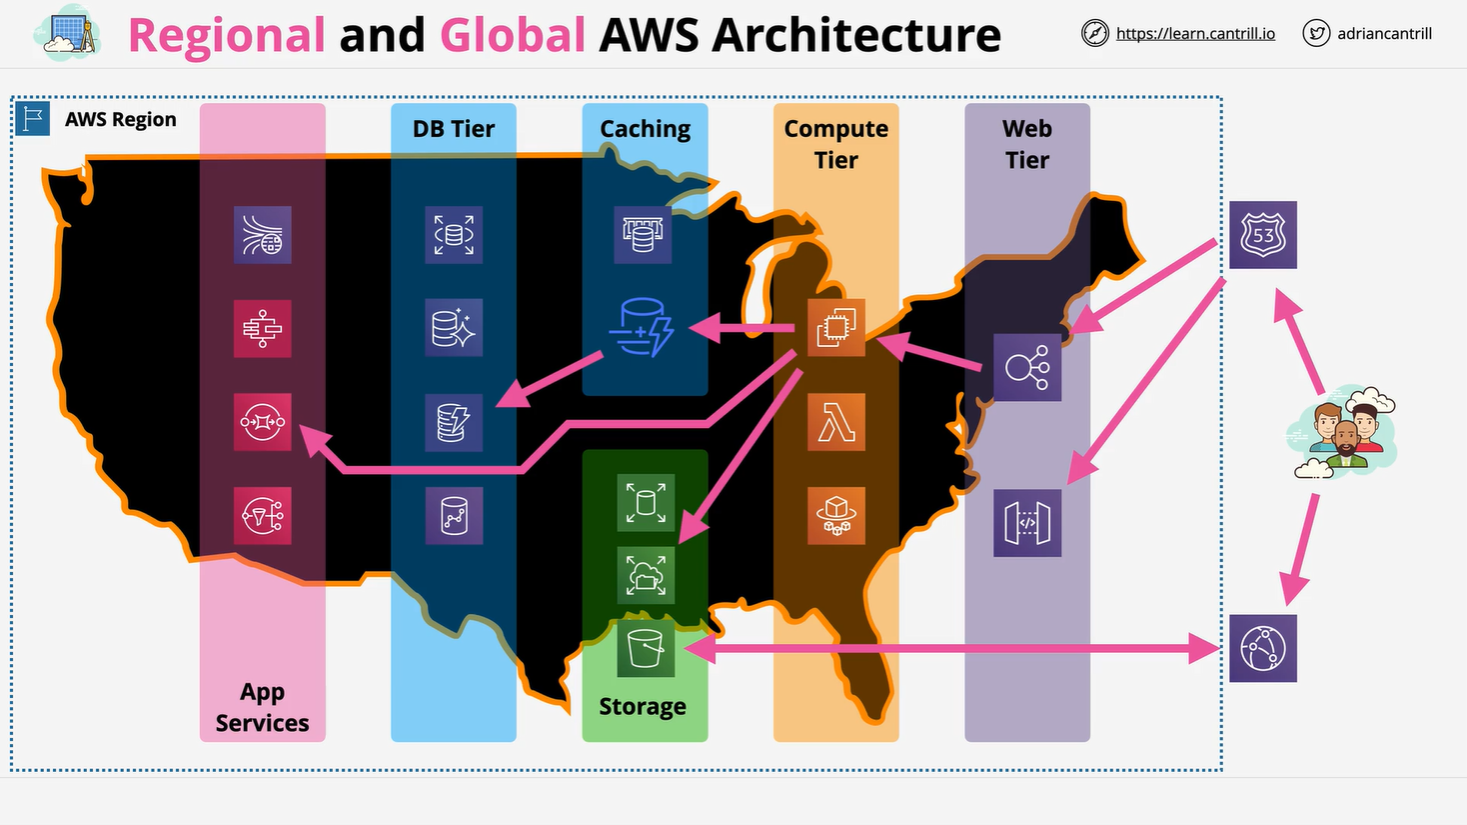 Regional and Global AWS Architecture
https://learn.cantrill.io
adriancantrill
AWS Region
DB Tier
Caching
Compute
Tier
Web
Tier
53
</>
App
Services
Storage